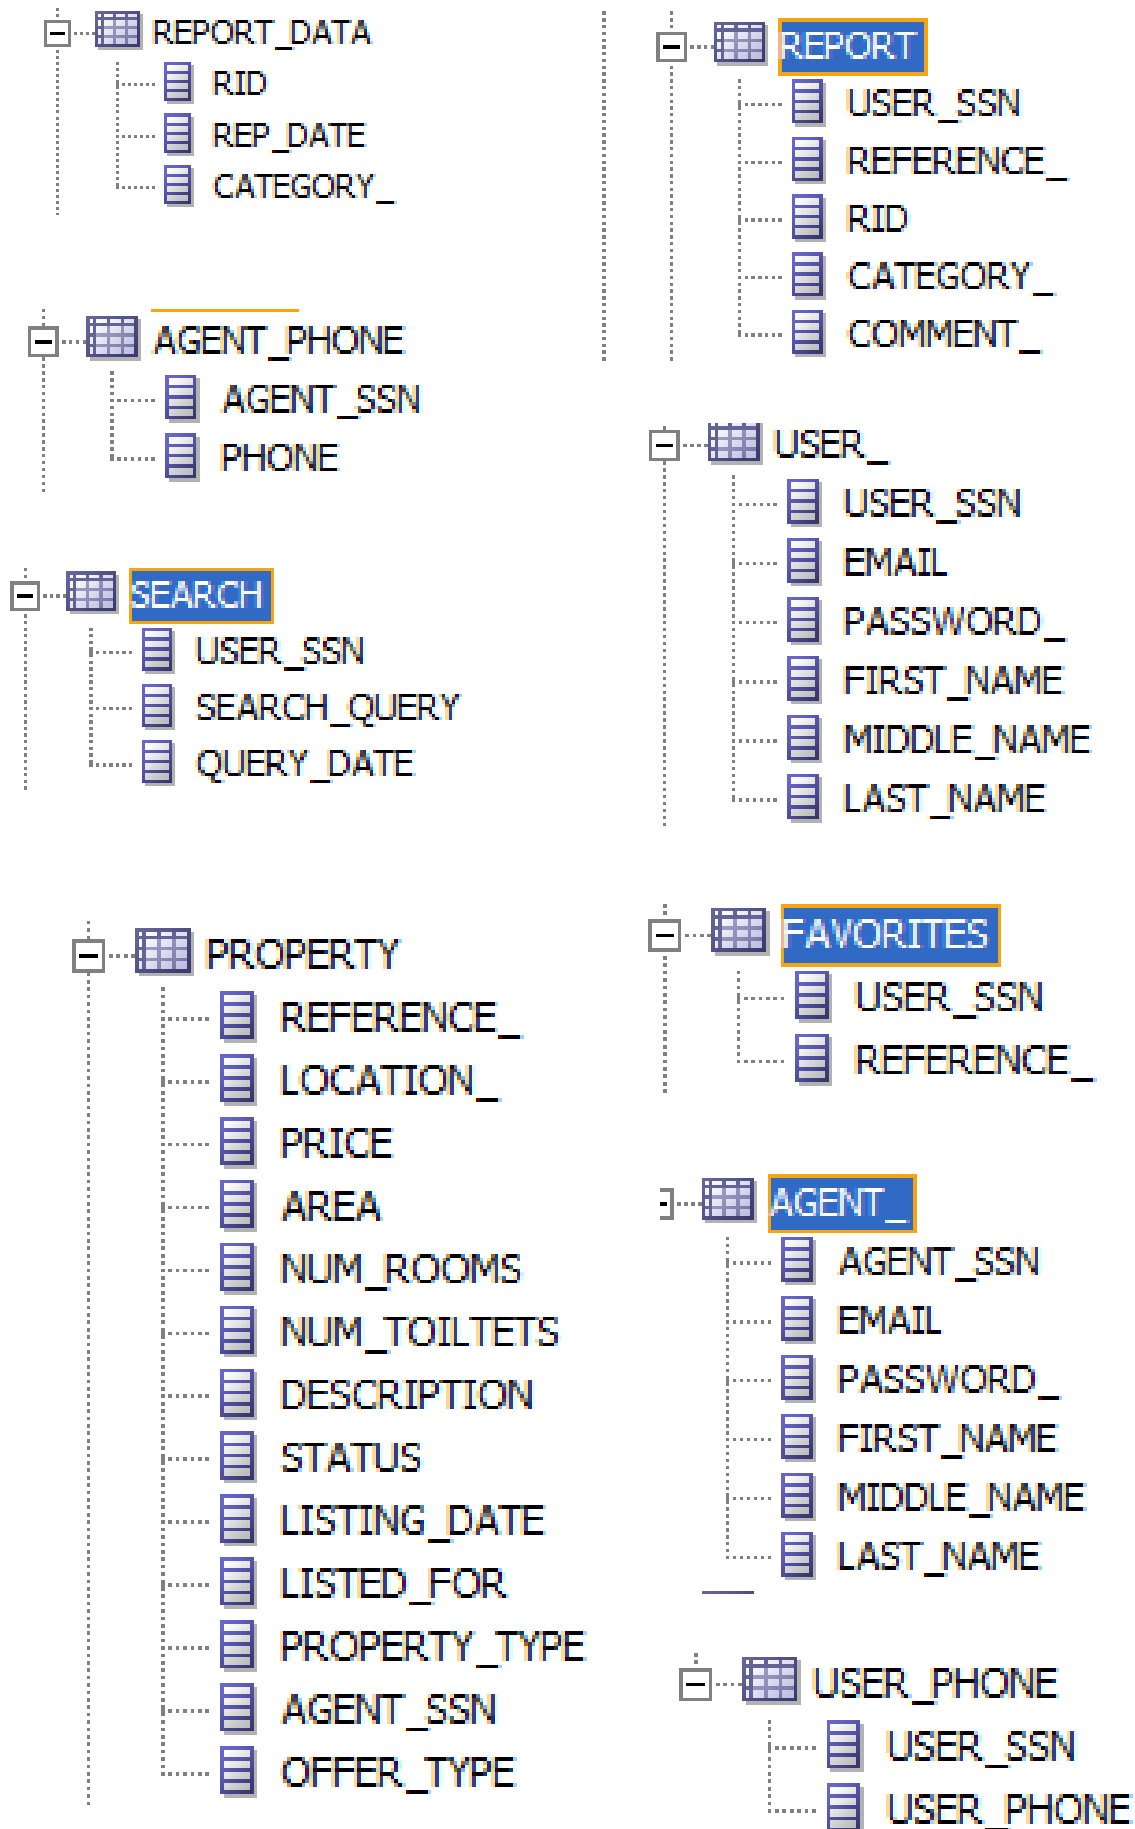 REPORT_DATA
RID
REP_DATE
CATEGORY_
AGENT_PHONE
AGENT_SSN
PHONE
SEARCH
USER_SSN
SEARCH_QUERY
QUERY_DATE
PROPERTY
REFERENCE_
LOCATION_
PRICE
AREA
NUM_ROOMS
NUM_TOILTETS
DESCRIPTION
STATUS
LISTING_DATE
LISTED_FOR
PROPERTY_TYPE
AGENT_SSN
OFFER_TYPE
REPORT
USER_SSN
REFERENCE_
RID
CATEGORY_
COMMENT_
USER_
USER_SSN
EMAIL
PASSWORD_
FIRST_NAME
MIDDLE_NAME
LAST_NAME
FAVORITES
USER_SSN
REFERENCE_
AGENT_
AGENT_SSN
EMAIL
PASSWORD_
FIRST_NAME
MIDDLE_NAME
LAST_NAME
USER_PHONE
USER_SSN
USER_PHONE